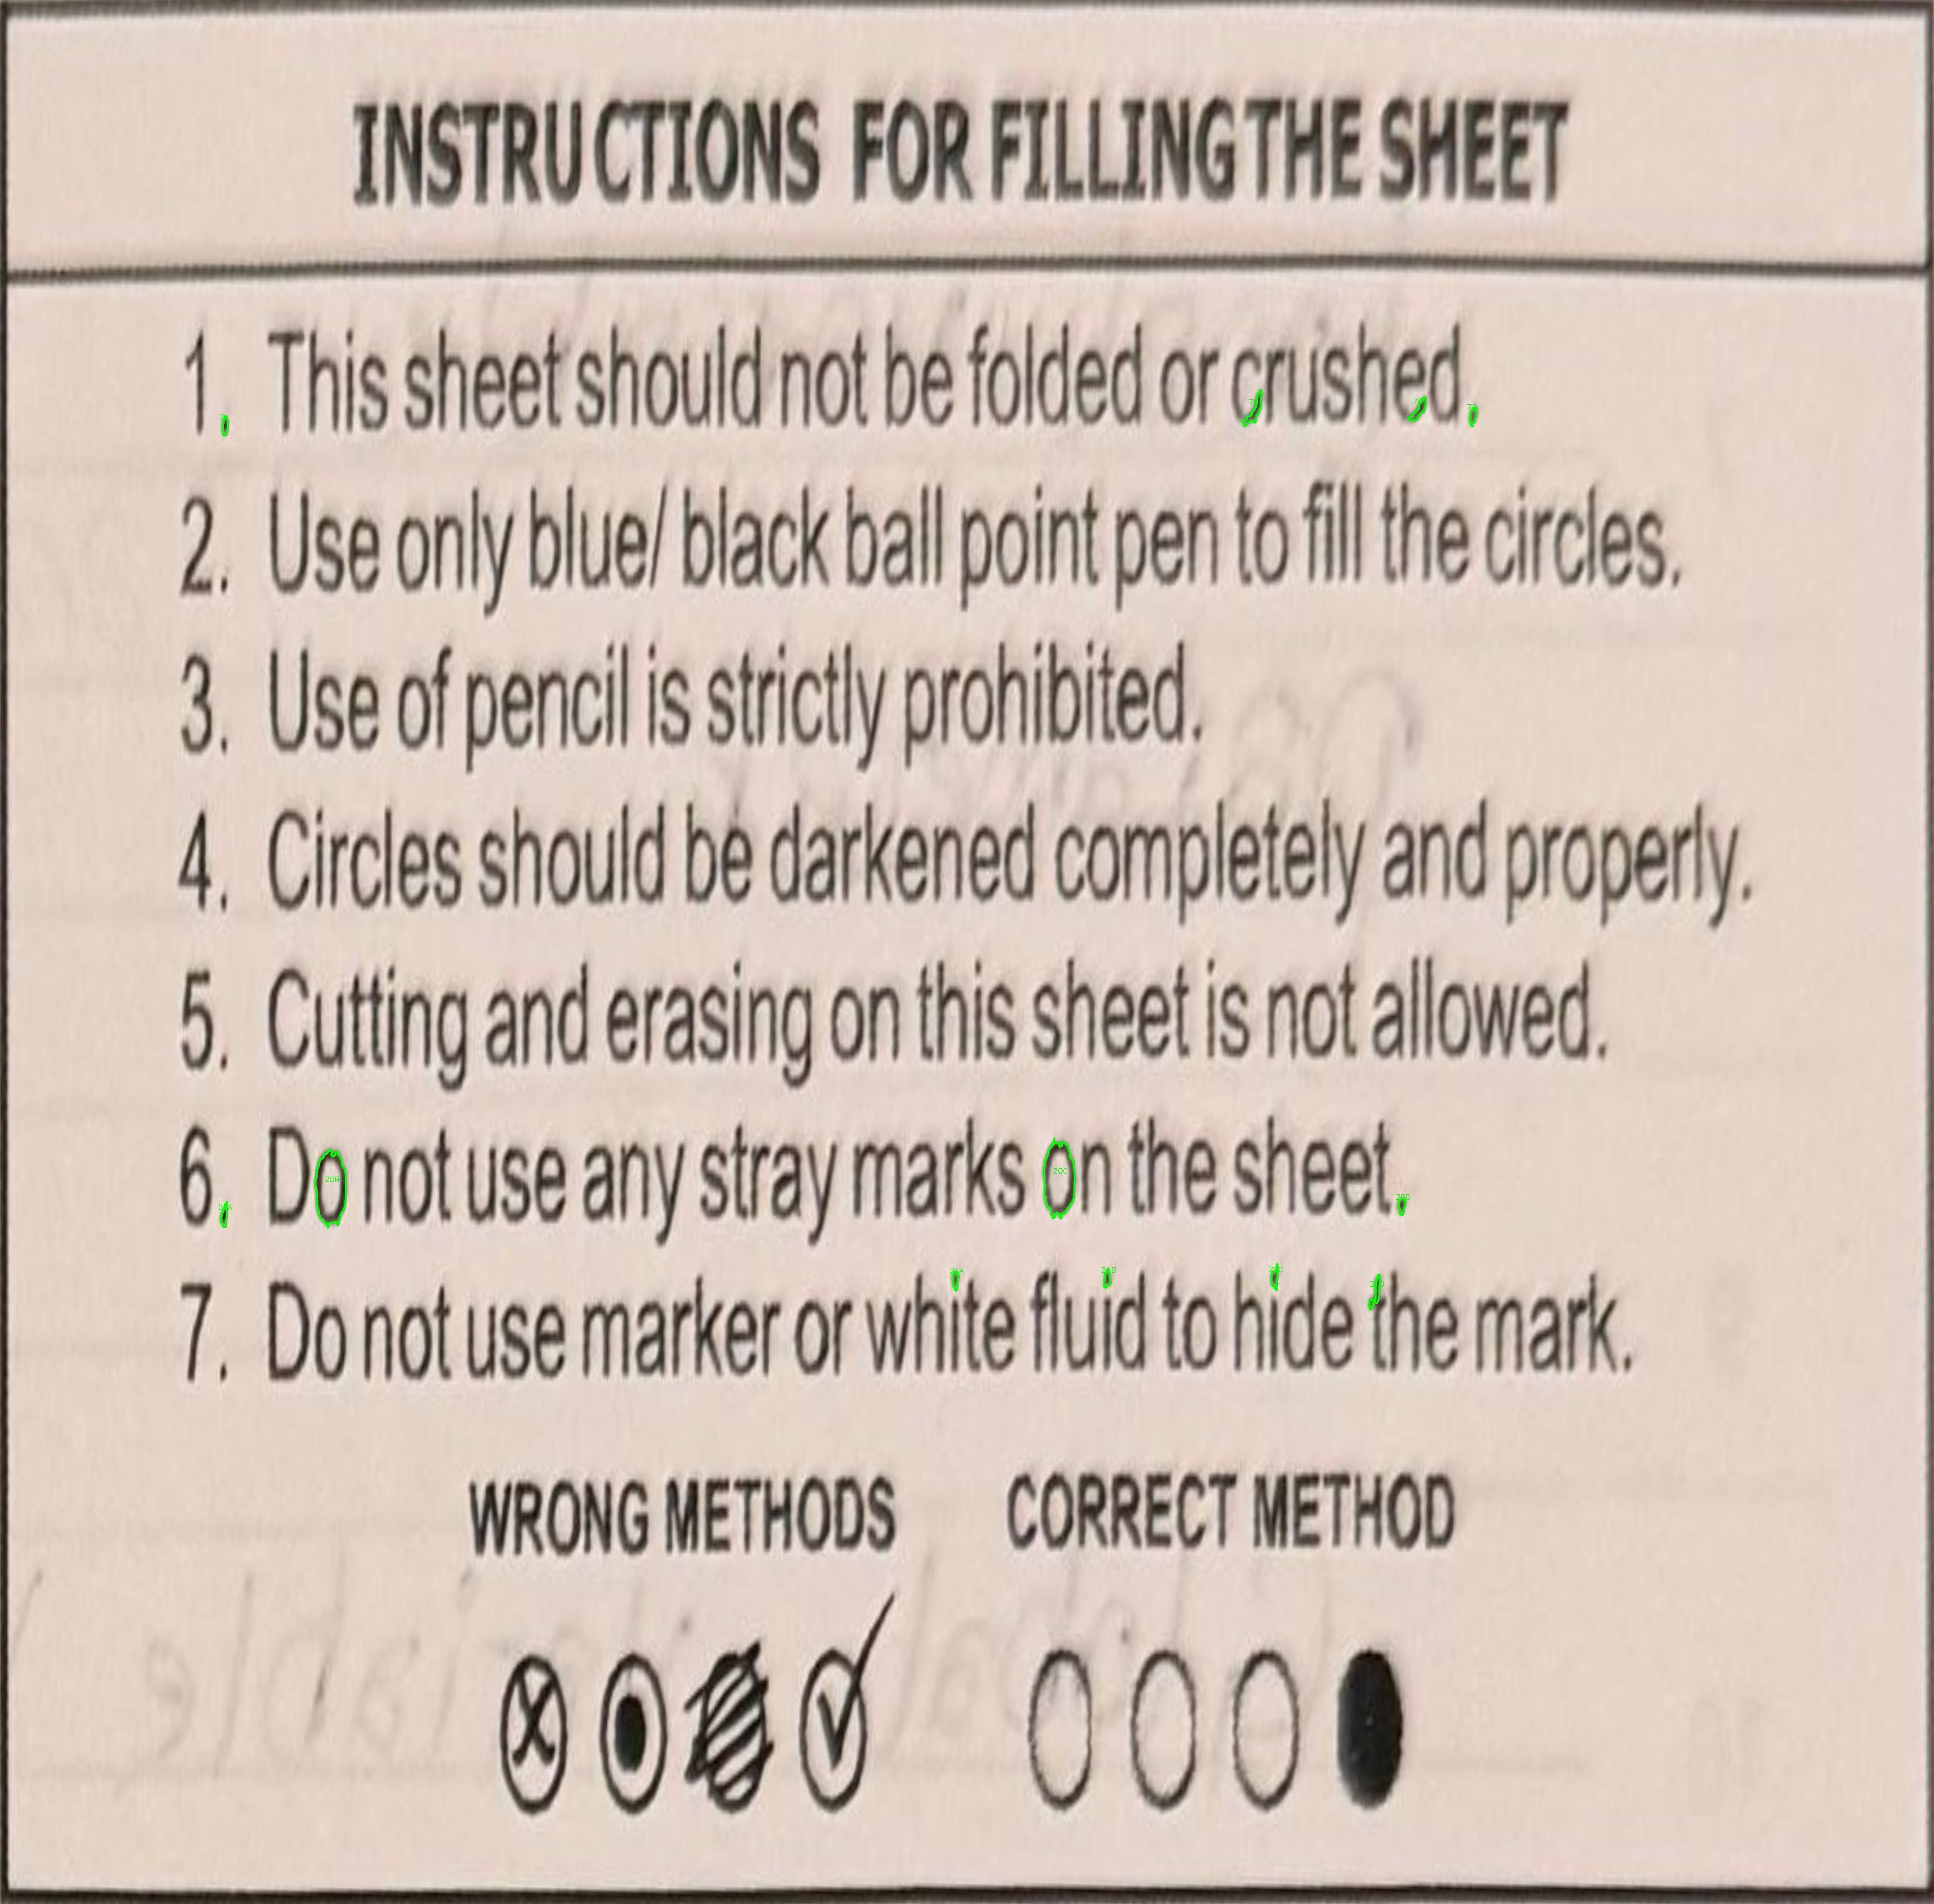 INSTRUCTIONS FOR FILLING THE SHEET
1. This sheet should not be folded or crushed.
2. Use only blue/ black ball point pen to fill the circles.
3. Use of pencil is strictly prohibited.
4. Circles should be darkened completely and properly.
5. Cutting and erasing on this sheet is not allowed.
6. Do not use any stray marks on the sheet.
7. Do not use marker or white fluid to hide the mark.
WRONG METHODS CORRECT METHOD